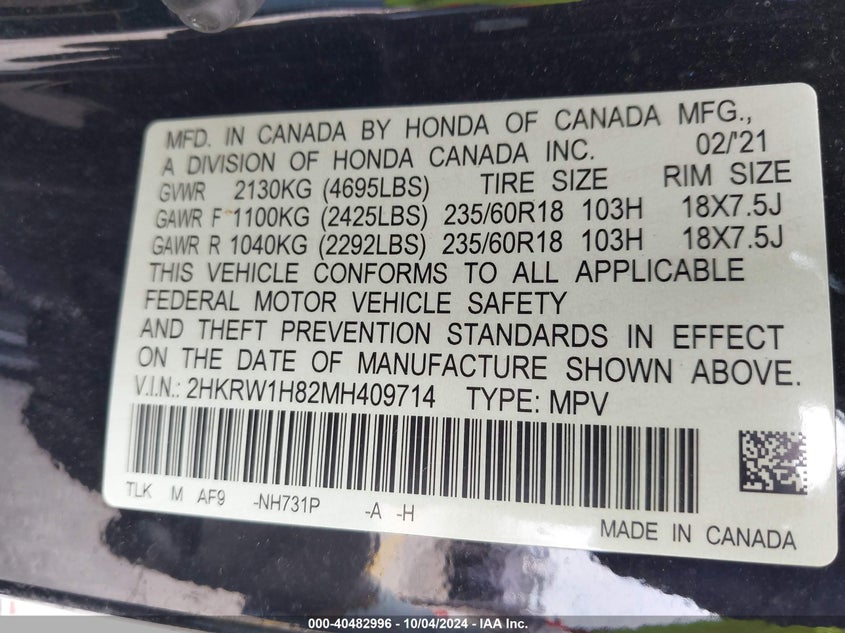 MFD. IN CANADA BY HONDA OF CANADA MFG.,
A DIVISION OF HONDA CANADA INC. 02/'21
GVWR 2130KG (4695LBS) TIRE SIZE RIM SIZE
GAWR F 1100KG (2425LBS) 235/60R18 103H 18X7.5J
GAWR R 1040KG (2292LBS) 235/60R18 103H 18X7.5J
THIS VEHICLE CONFORMS TO ALL APPLICABLE
FEDERAL MOTOR VEHICLE SAFETY
AND THEFT PREVENTION STANDARDS IN EFFECT
ON THE DATE OF MANUFACTURE SHOWN ABOVE.
V.I.N.: 2HKRW1H82MH409714 TYPE: MPV
TLK M AF9 -NH731P -A -H
MADE IN CANADA
000-40482996 - 10/04/2024 - IAA Inc.